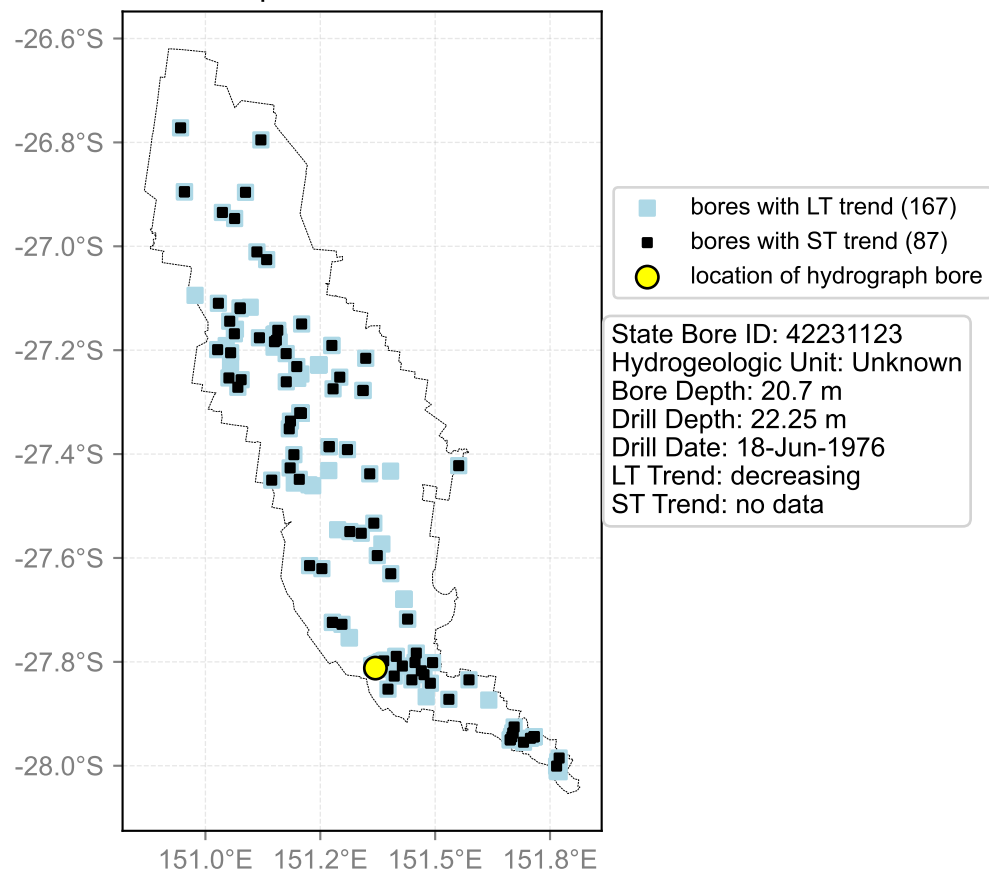 -26.6°S
-26.8°S
-27.0°S
-27.2°S
-27.4°S
-27.6°S
-27.8°S
-28.0°S
151.0°E 151.2°E 151.5°E 151.8°E
bores with LT trend (167)
bores with ST trend (87)
location of hydrograph bore
State Bore ID: 42231123
Hydrogeologic Unit: Unknown
Bore Depth: 20.7 m
Drill Depth: 22.25 m
Drill Date: 18-Jun-1976
LT Trend: decreasing
ST Trend: no data